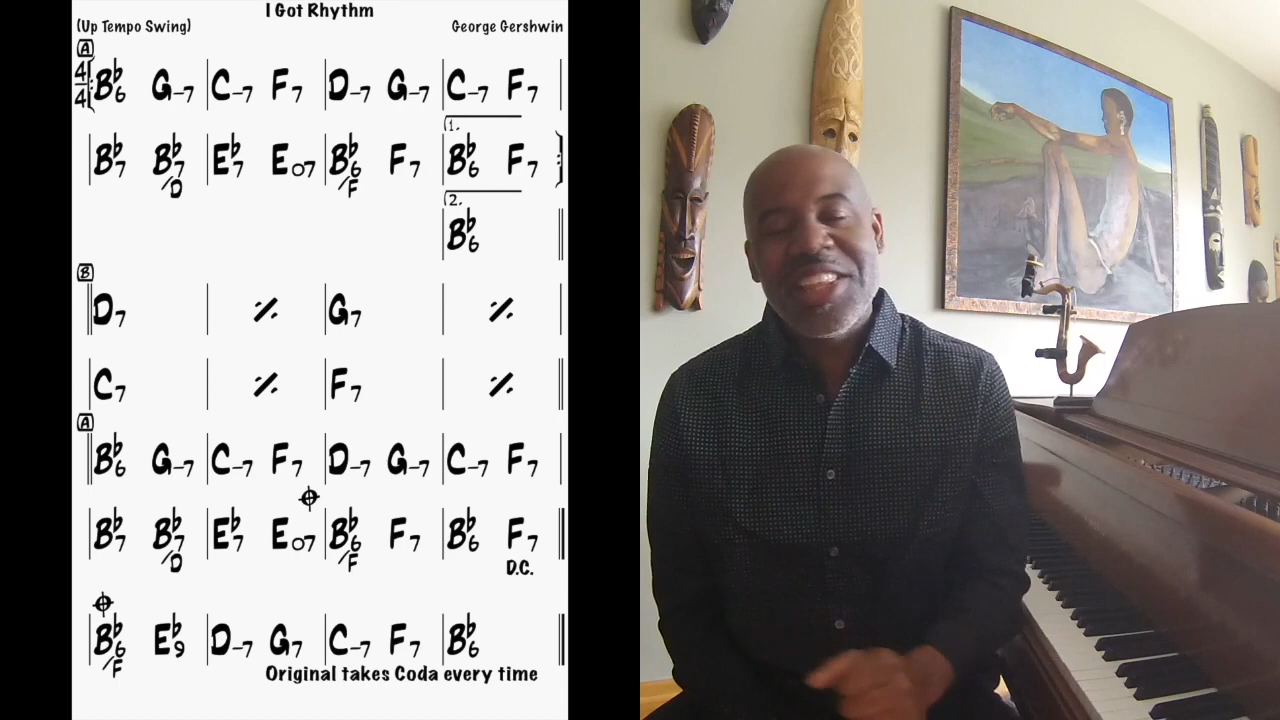 I Got Rhythm
(Up Tempo Swing) George Gershwin
A
4/4 B♭6 G-7 C-7 F7 D-7 G-7 C-7 F7
1.
B♭7 B♭7/D E♭7 Eo7 B♭6/F F7 B♭6 F7
2.
B♭6
B
D7 G7
C7 F7
A
B♭6 G-7 C-7 F7 D-7 G-7 C-7 F7
B♭7 B♭7/D E♭7 Eo7 B♭6/F F7 B♭6 F7
D.C.
B♭6/F E♭9 D-7 G7 C-7 F7 B♭6
Original takes Coda every time